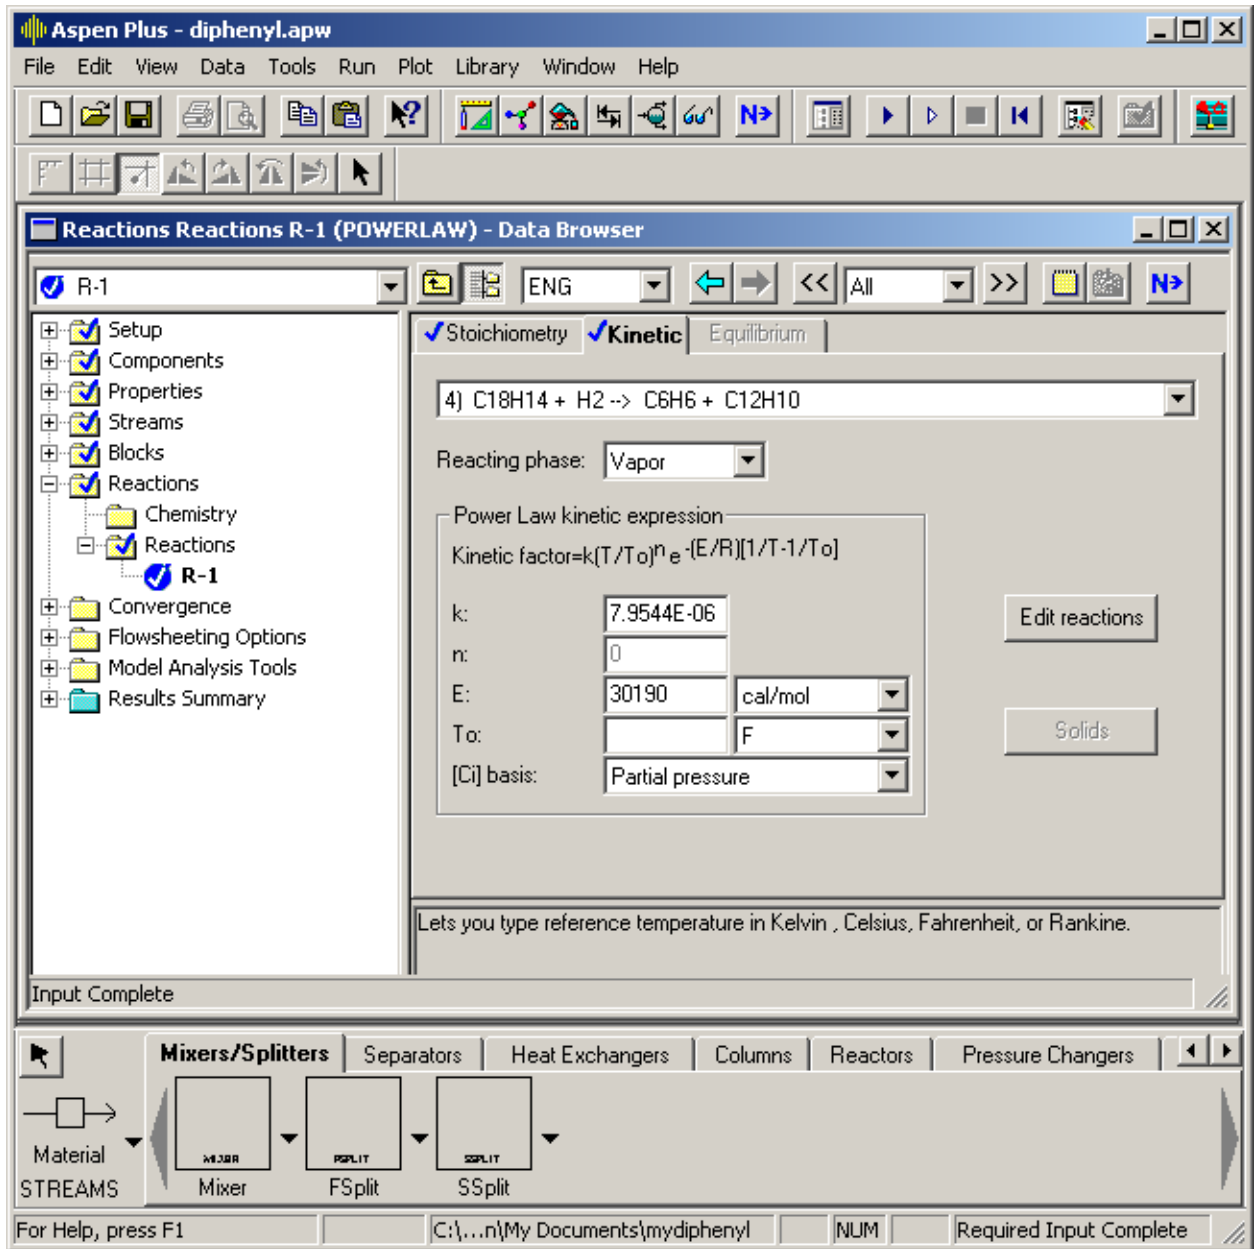 Aspen Plus - diphenyl.apw
File Edit View Data Tools Run Plot Library Window Help
N
Reactions Reactions R-1 (POWERLAW) - Data Browser
R-1 ENG << All >> N
Setup
Components
Properties
Streams
Blocks
Reactions
Chemistry
Reactions
R-1
Convergence
Flowsheeting Options
Model Analysis Tools
Results Summary
Stoichiometry Kinetic Equilibrium
4) C18H14 + H2 --> C6H6 + C12H10
Reacting phase: Vapor
Power Law kinetic expression
Kinetic factor=k(T/To)n e -(E/R)[1/T-1/To]
k: 7.9544E-06
n: 0
E: 30190 cal/mol
To: F
[Ci] basis: Partial pressure
Edit reactions
Solids
Lets you type reference temperature in Kelvin , Celsius, Fahrenheit, or Rankine.
Input Complete
Mixers/Splitters Separators Heat Exchangers Columns Reactors Pressure Changers
Material
STREAMS
MIXER FSPLIT SSPLIT
Mixer FSplit SSplit
For Help, press F1 C:\...n\My Documents\mydiphenyl NUM Required Input Complete